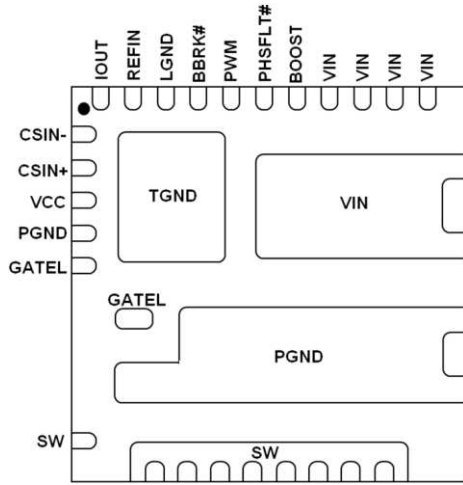 IOUT
REFIN
LGND
BBRK#
PWM
PHSFLT#
BOOST
VIN
VIN
VIN
VIN
CSIN-
CSIN+
VCC
PGND
GATEL
TGND
VIN
GATEL
PGND
SW
SW